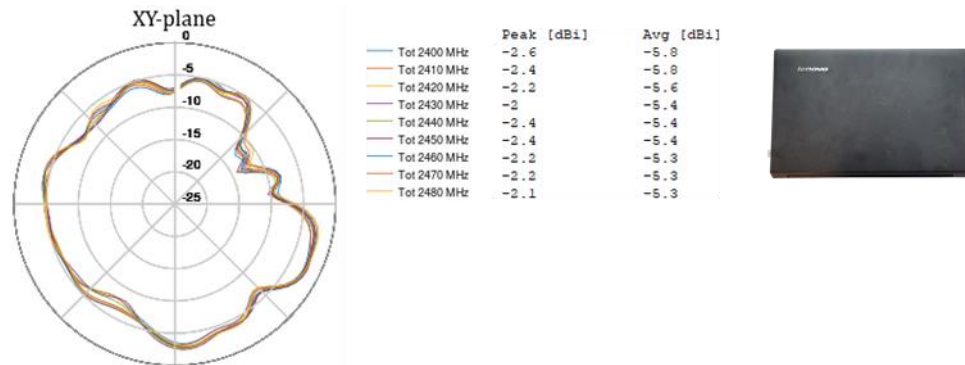 XY-plane
0
-5
-10
-15
-20
-25
Peak [dBi] Avg [dBi]
Tot 2400 MHz -2.6 -5.8
Tot 2410 MHz -2.4 -5.8
Tot 2420 MHz -2.2 -5.6
Tot 2430 MHz -2 -5.4
Tot 2440 MHz -2.4 -5.4
Tot 2450 MHz -2.4 -5.4
Tot 2460 MHz -2.2 -5.3
Tot 2470 MHz -2.2 -5.3
Tot 2480 MHz -2.1 -5.3
lenovo